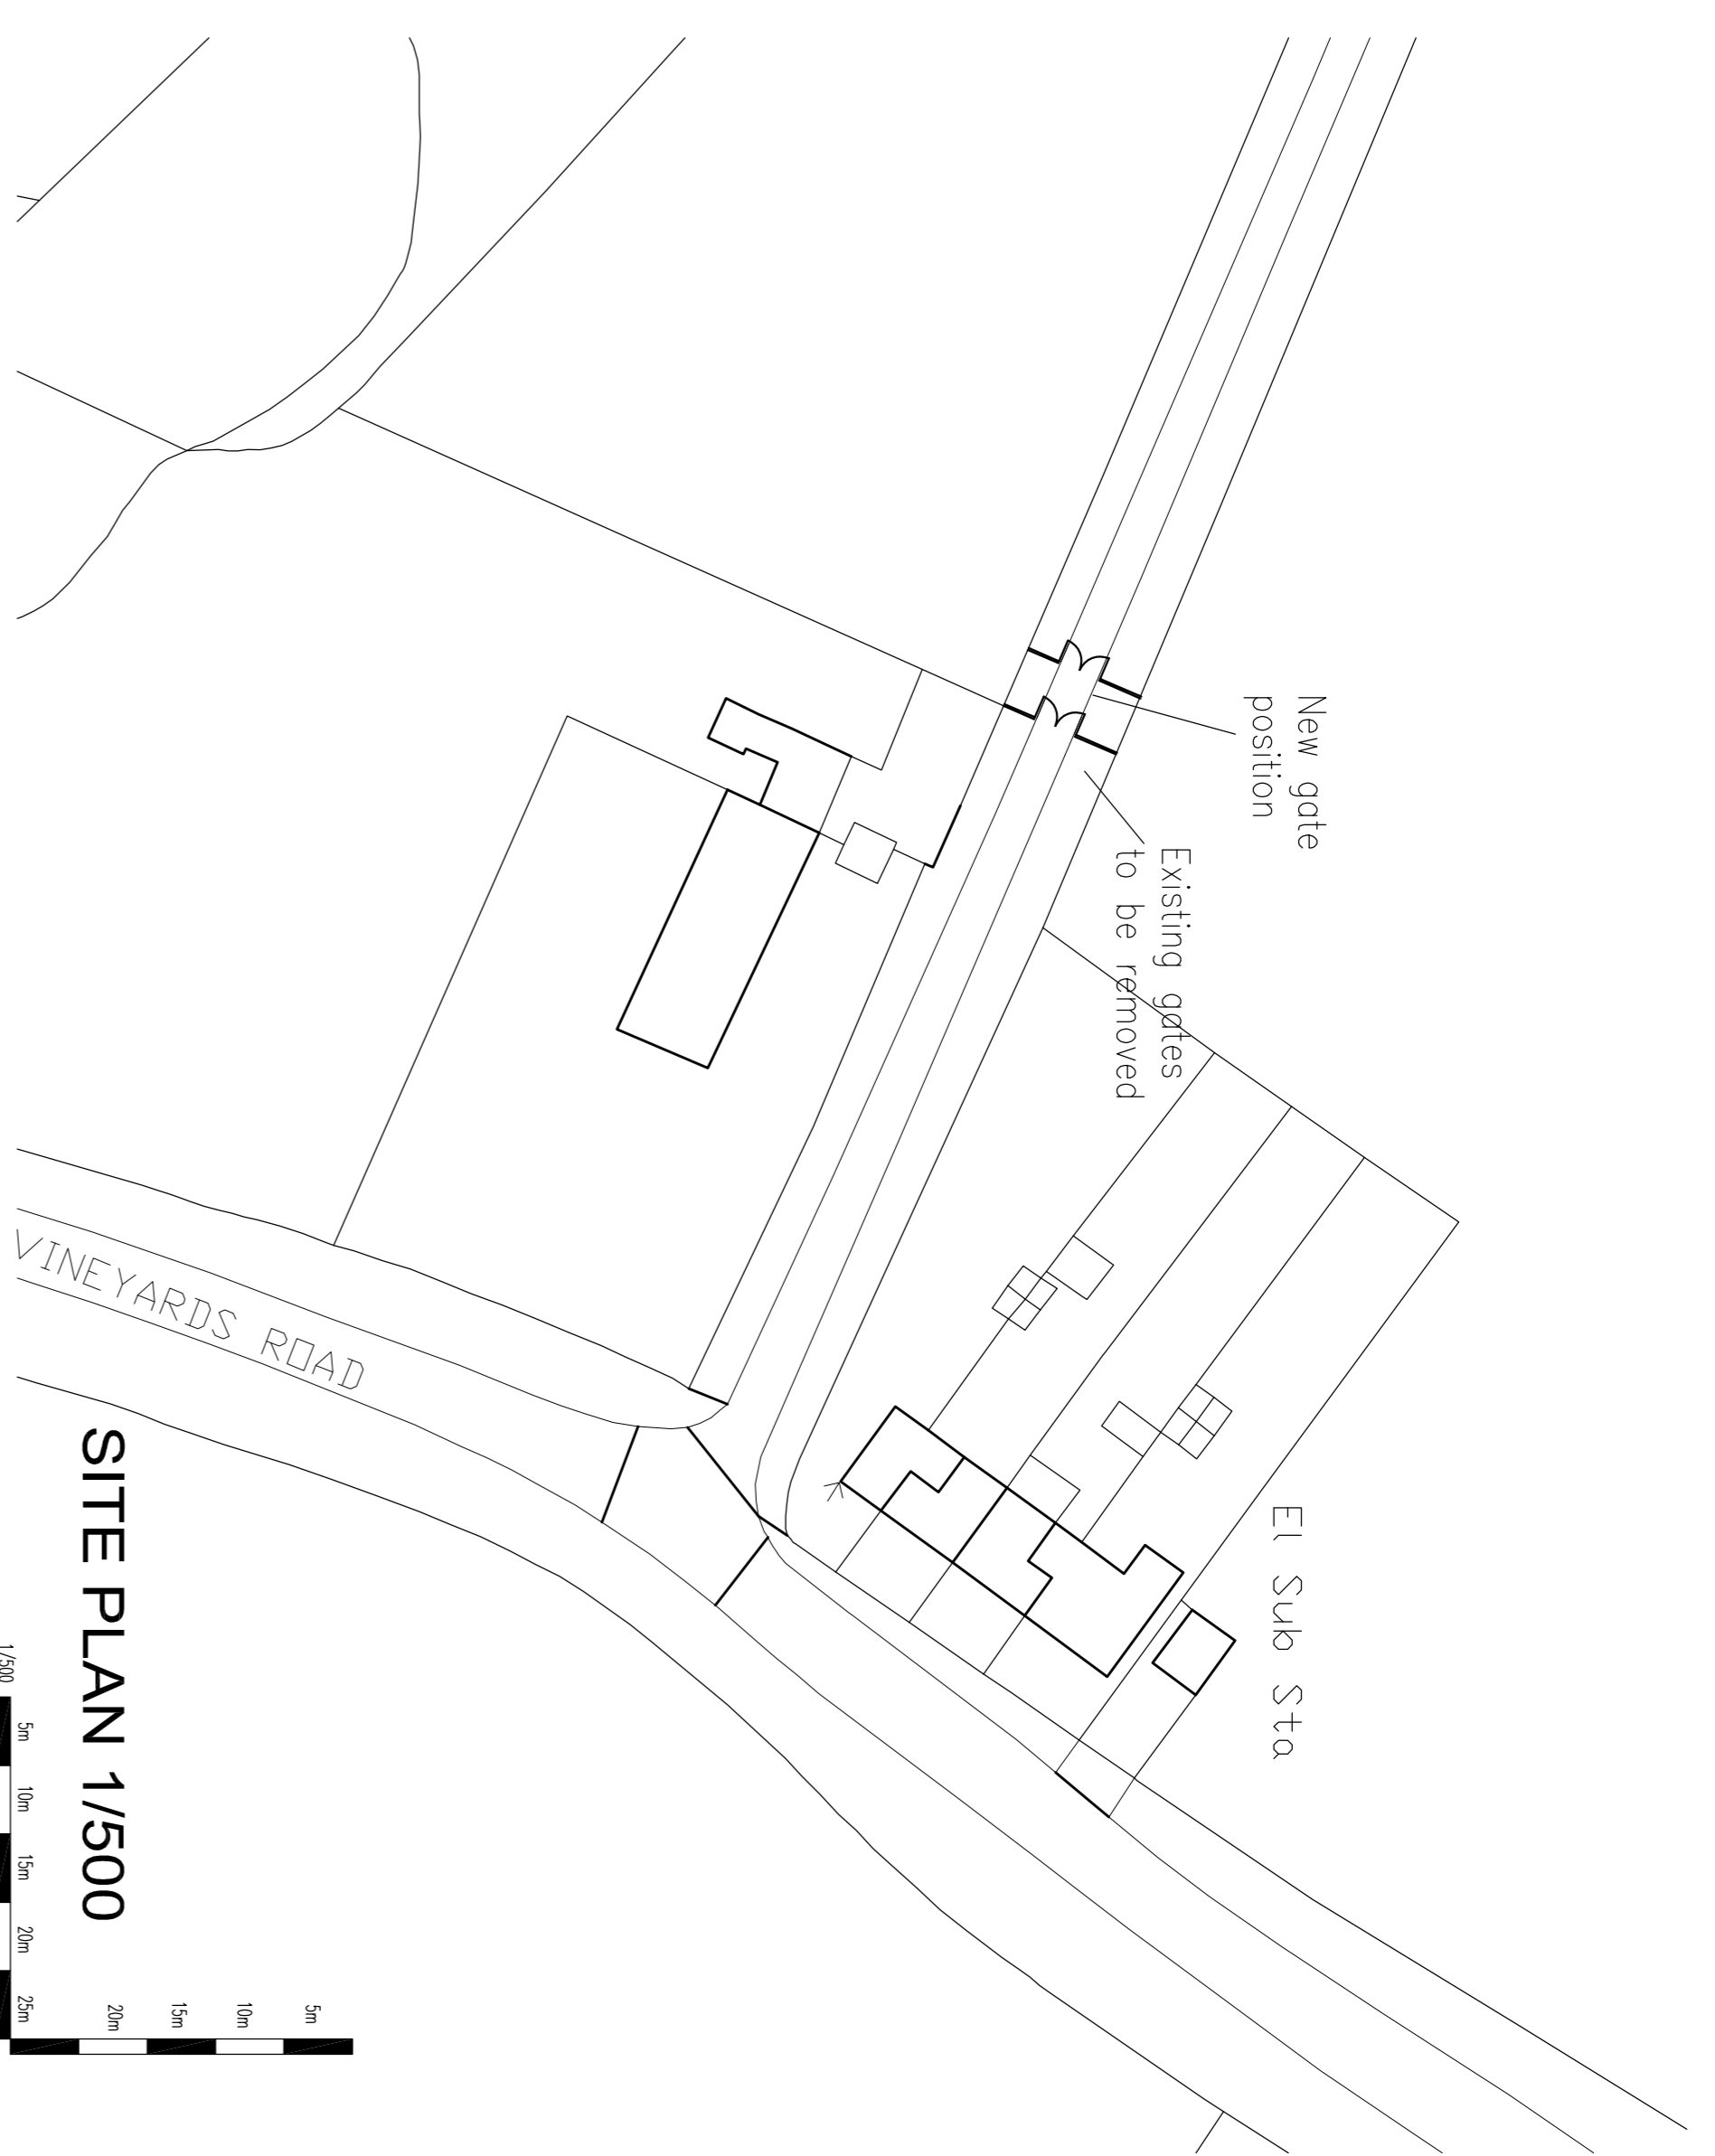 New gate
position
Existing gates
to be removed
El Sub Sta
VINEYARDS ROAD
SITE PLAN 1/500
1/500
5m
10m
15m
20m
25m
20m
15m
10m
5m